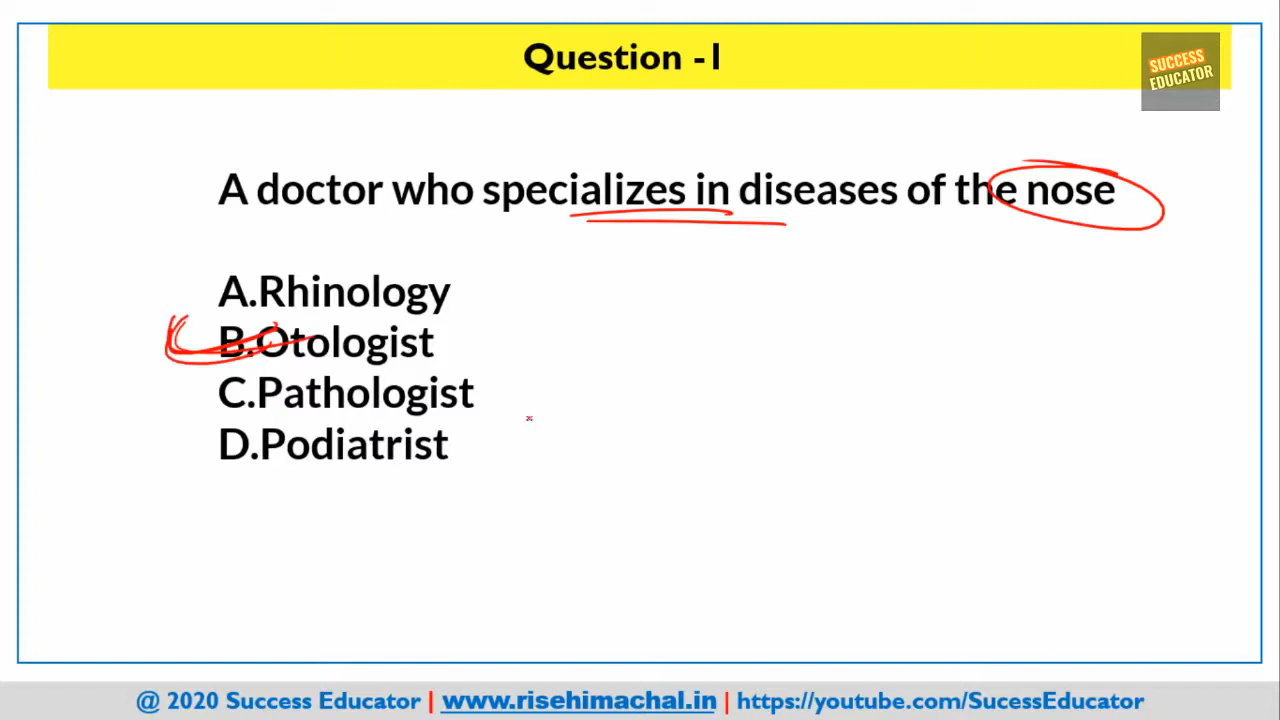 Question -1
SUCCESS
EDUCATOR
A doctor who specializes in diseases of the nose
A.Rhinology
B.Otologist
C.Pathologist
D.Podiatrist
@ 2020 Success Educator | www.risehimachal.in | https://youtube.com/SucessEducator